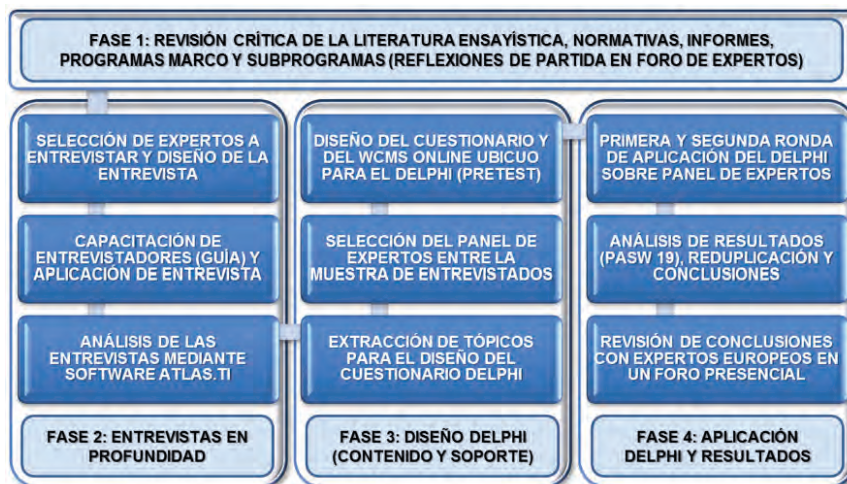 FASE 1: REVISIÓN CRÍTICA DE LA LITERATURA ENSAYÍSTICA, NORMATIVAS, INFORMES,
PROGRAMAS MARCO Y SUBPROGRAMAS (REFLEXIONES DE PARTIDA EN FORO DE EXPERTOS)
SELECCIÓN DE EXPERTOS A
ENTREVISTAR Y DISEÑO DE LA
ENTREVISTA
CAPACITACIÓN DE
ENTREVISTADORES (GUÍA) Y
APLICACIÓN DE ENTREVISTA
ANÁLISIS DE LAS
ENTREVISTAS MEDIANTE
SOFTWARE ATLAS.TI
FASE 2: ENTREVISTAS EN
PROFUNDIDAD
DISEÑO DEL CUESTIONARIO Y
DEL WCMS ONLINE UBICUO
PARA EL DELPHI (PRETEST)
SELECCIÓN DEL PANEL DE
EXPERTOS ENTRE LA
MUESTRA DE ENTREVISTADOS
EXTRACCIÓN DE TÓPICOS
PARA EL DISEÑO DEL
CUESTIONARIO DELPHI
FASE 3: DISEÑO DELPHI
(CONTENIDO Y SOPORTE)
PRIMERA Y SEGUNDA RONDA
DE APLICACIÓN DEL DELPHI
SOBRE PANEL DE EXPERTOS
ANÁLISIS DE RESULTADOS
(PASW 19), REDUPLICACIÓN Y
CONCLUSIONES
REVISIÓN DE CONCLUSIONES
CON EXPERTOS EUROPEOS EN
UN FORO PRESENCIAL
FASE 4: APLICACIÓN
DELPHI Y RESULTADOS